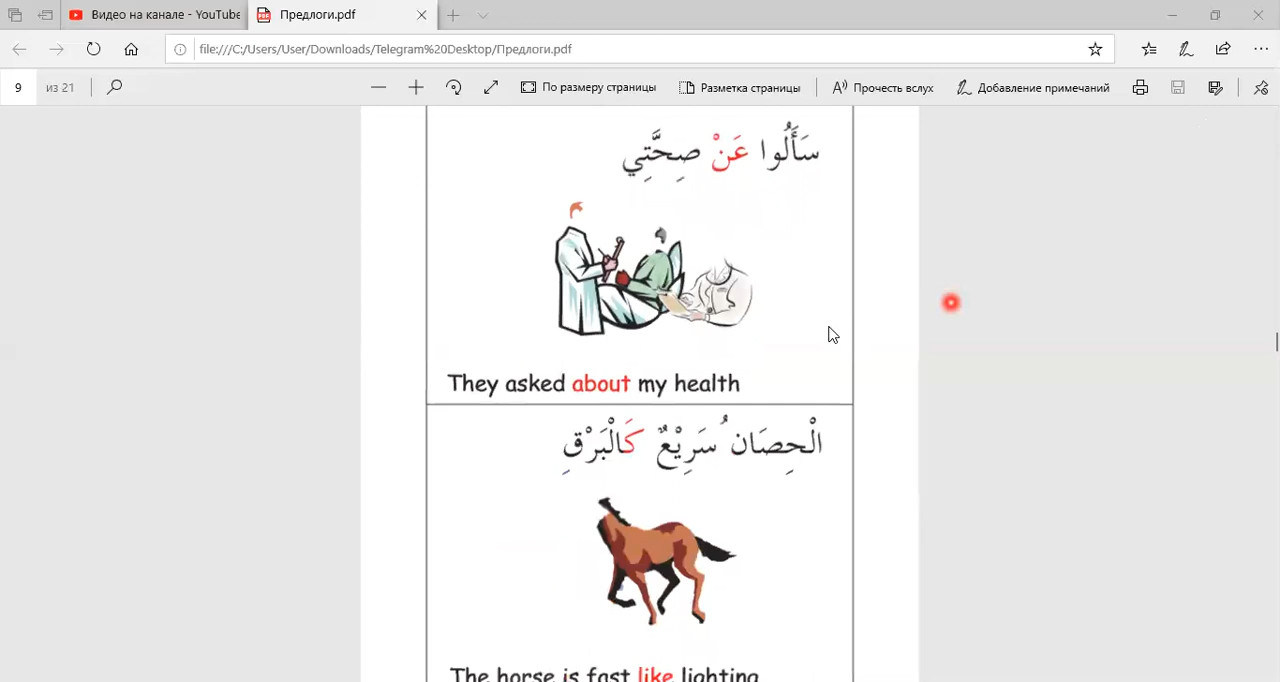 Видео на канале - YouTube
Предлоги.pdf
file:///C:/Users/User/Downloads/Telegram%20Desktop/Предлоги.pdf
9 из 21
По размеру страницы
Разметка страницы
Прочесть вслух
Добавление примечаний
سَأَلُوا عَنْ صِحَّتِي
They asked about my health
الْحِصَان ُ سَرِيْعٌ كَالْبَرْقِ
The horse is fast like lighting